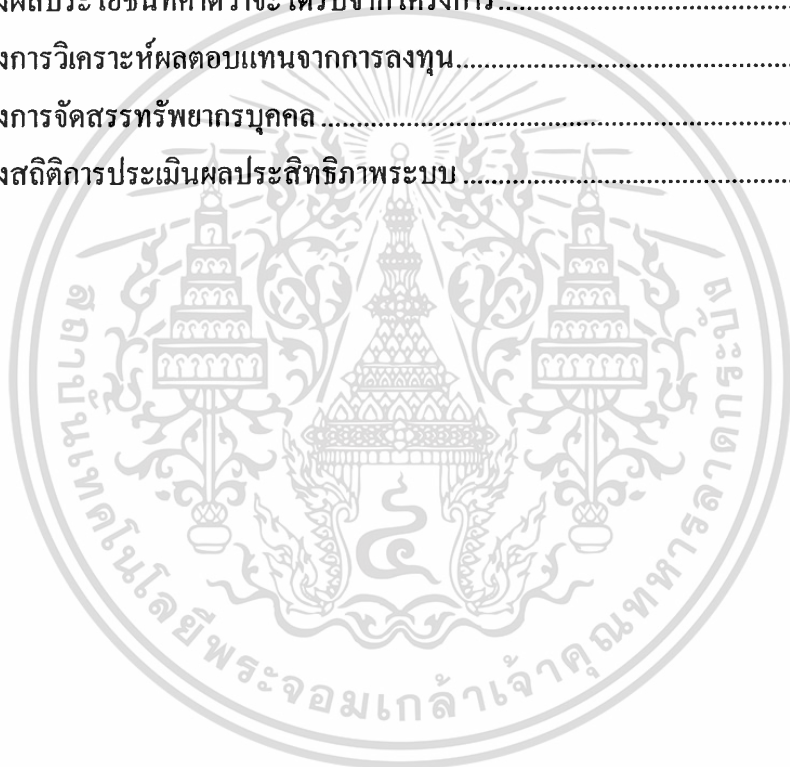 งผลประโยชน์ที่คาดว่าจะได้รับจากโครงการ
งการวิเคราะห์ผลตอบแทนจากการลงทุน
งการจัดสรรทรัพยากรบุคคล
งสถิติการประเมินผลประสิทธิภาพระบบ
สถาบันเทคโนโลยีพระจอมเกล้าเจ้าคุณทหารลาดกระบัง
๔